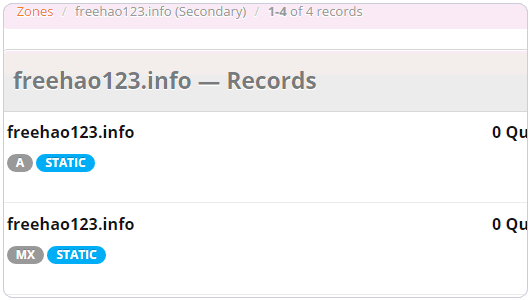 Zones / freehao123.info (Secondary) / 1-4 of 4 records
freehao123.info — Records
freehao123.info 0 Qu
A STATIC
freehao123.info 0 Qu
MX STATIC